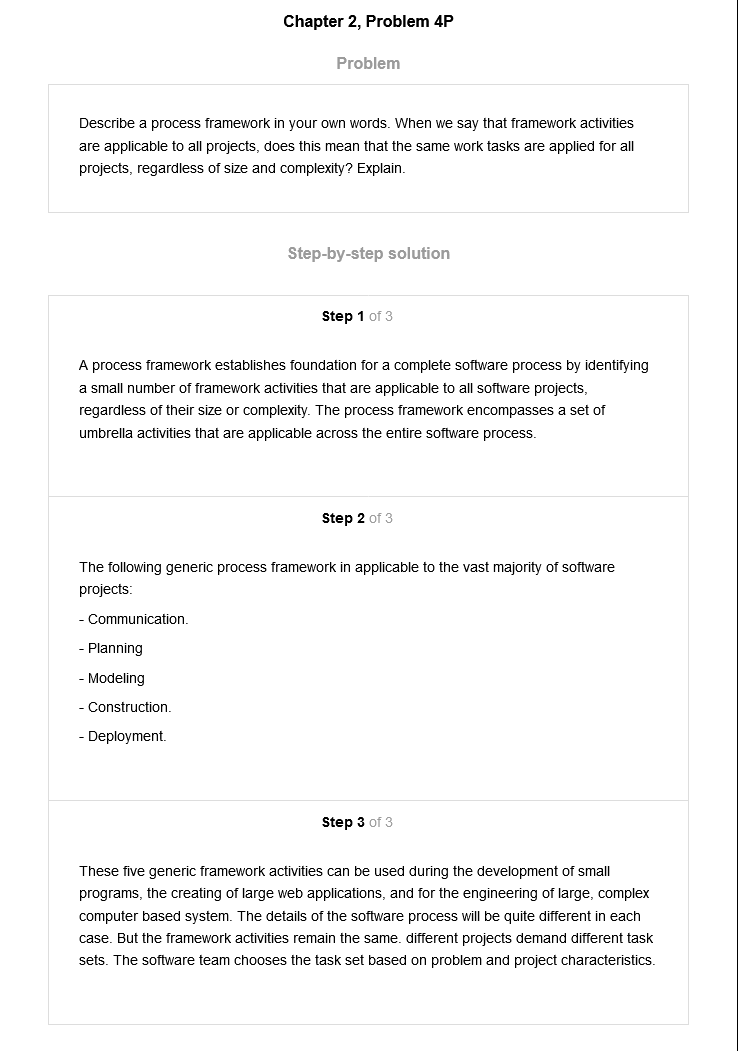 Chapter 2, Problem 4P
Problem
Describe a process framework in your own words. When we say that framework activities
are applicable to all projects, does this mean that the same work tasks are applied for all
projects, regardless of size and complexity? Explain.
Step-by-step solution
Step 1 of 3
A process framework establishes foundation for a complete software process by identifying
a small number of framework activities that are applicable to all software projects,
regardless of their size or complexity. The process framework encompasses a set of
umbrella activities that are applicable across the entire software process.
Step 2 of 3
The following generic process framework in applicable to the vast majority of software
projects:
- Communication.
- Planning
- Modeling
- Construction.
- Deployment.
Step 3 of 3
These five generic framework activities can be used during the development of small
programs, the creating of large web applications, and for the engineering of large, complex
computer based system. The details of the software process will be quite different in each
case. But the framework activities remain the same. different projects demand different task
sets. The software team chooses the task set based on problem and project characteristics.